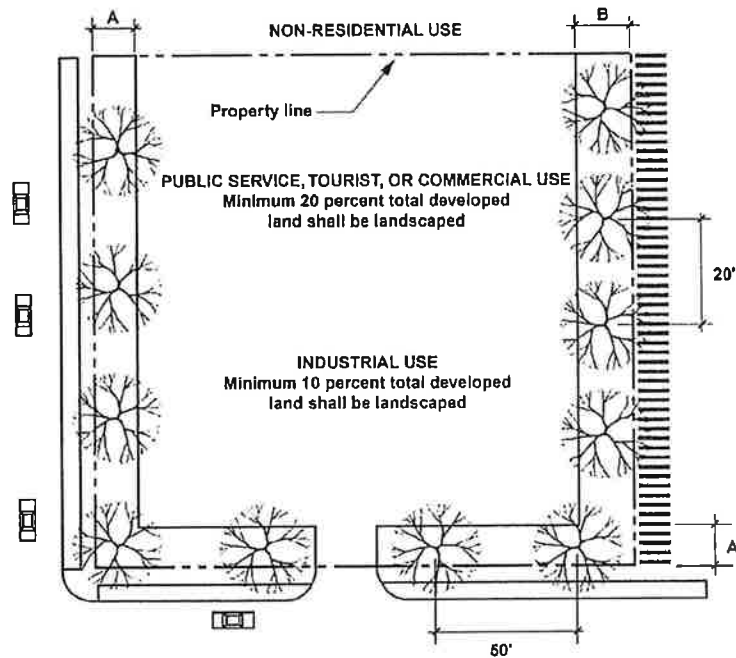 A
B
NON-RESIDENTIAL USE
Property line
PUBLIC SERVICE, TOURIST, OR COMMERCIAL USE
Minimum 20 percent total developed
land shall be landscaped
20'
INDUSTRIAL USE
Minimum 10 percent total developed
land shall be landscaped
A
50'